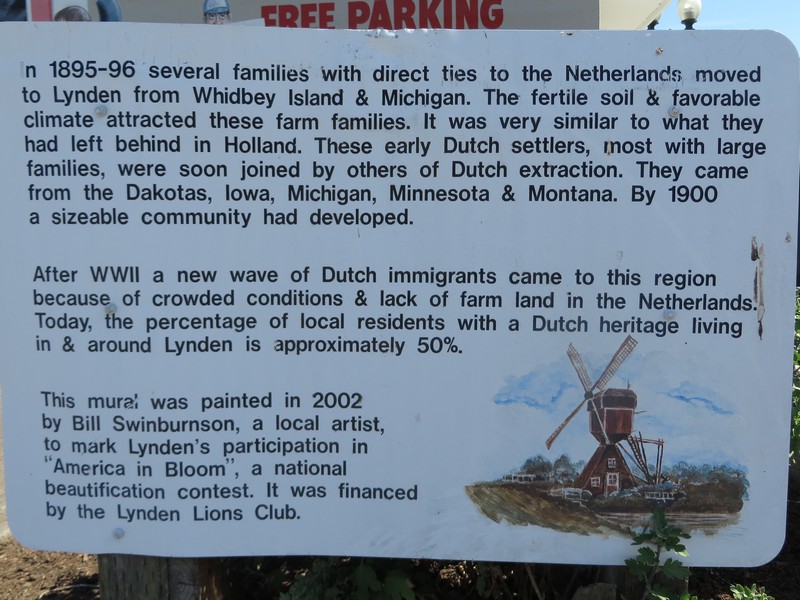 FREE PARKING
In 1895-96 several families with direct ties to the Netherlands moved
to Lynden from Whidbey Island & Michigan. The fertile soil & favorable
climate attracted these farm families. It was very similar to what they
had left behind in Holland. These early Dutch settlers, most with large
families, were soon joined by others of Dutch extraction. They came
from the Dakotas, Iowa, Michigan, Minnesota & Montana. By 1900
a sizeable community had developed.
After WWII a new wave of Dutch immigrants came to this region
because of crowded conditions & lack of farm land in the Netherlands.
Today, the percentage of local residents with a Dutch heritage living
in & around Lynden is approximately 50%.
This mural was painted in 2002
by Bill Swinburnson, a local artist,
to mark Lynden's participation in
"America in Bloom", a national
beautification contest. It was financed
by the Lynden Lions Club.